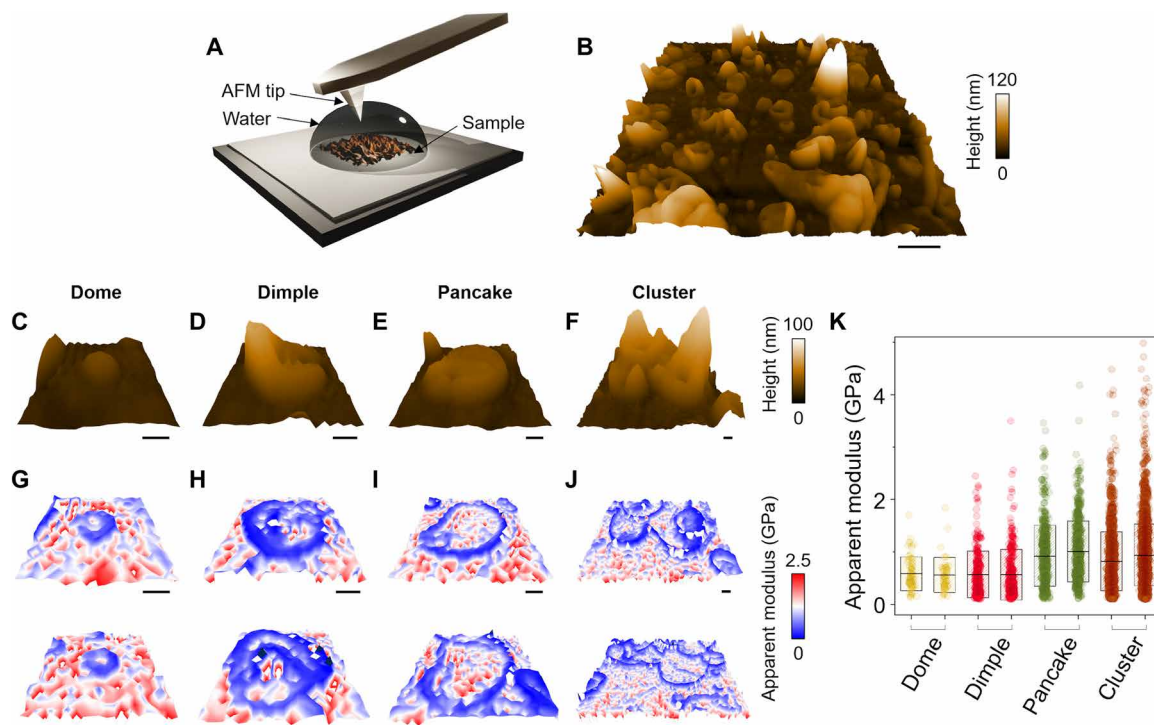 A
AFM tip
Water
Sample
B
Height (nm)
120
0
Dome
Dimple
Pancake
Cluster
C
D
E
F
Height (nm)
100
0
G
H
I
J
Apparent modulus (GPa)
2.5
0
K
Apparent modulus (GPa)
4
2
0
Dome
Dimple
Pancake
Cluster